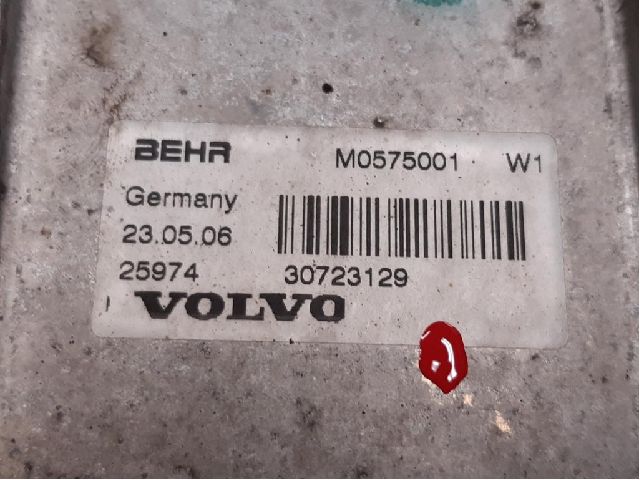 BEHR M0575001 W1
Germany
23.05.06
25974 30723129
VOLVO